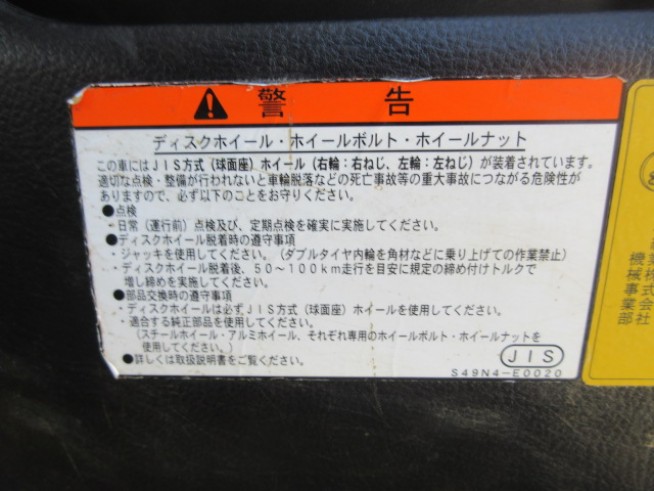 警告
ディスクホイール・ホイールボルト・ホイールナット
この車にはJIS方式(球面座)ホイール(右輪:右ねじ、左輪:左ねじ)が装着されています。
適切な点検・整備が行われないと車輪脱落などの死亡事故等の重大事故につながる危険性が
ありますので、必ず以下のことをお守りください。
●点検
・日常(運行前)点検及び、定期点検を確実に実施してください。
●ディスクホイール脱着時の遵守事項
・ジャッキを使用してください。(ダブルタイヤ内輪を角材などに乗り上げての作業禁止)
・ディスクホイール脱着後、50~100km走行を目安に規定の締め付けトルクで
増し締めを実施してください。
●部品交換時の遵守事項
・ディスクホイールは必ずJIS方式(球面座)ホイールを使用してください。
・適合する純正部品を使用してください。
(スチールホイール・アルミホイール、それぞれ専用のホイールボルト・ホイールナットを
使用してください。)
●詳しくは取扱説明書をご覧ください。
JIS
S49N4-E0020
機
械株
事式
業会
部社